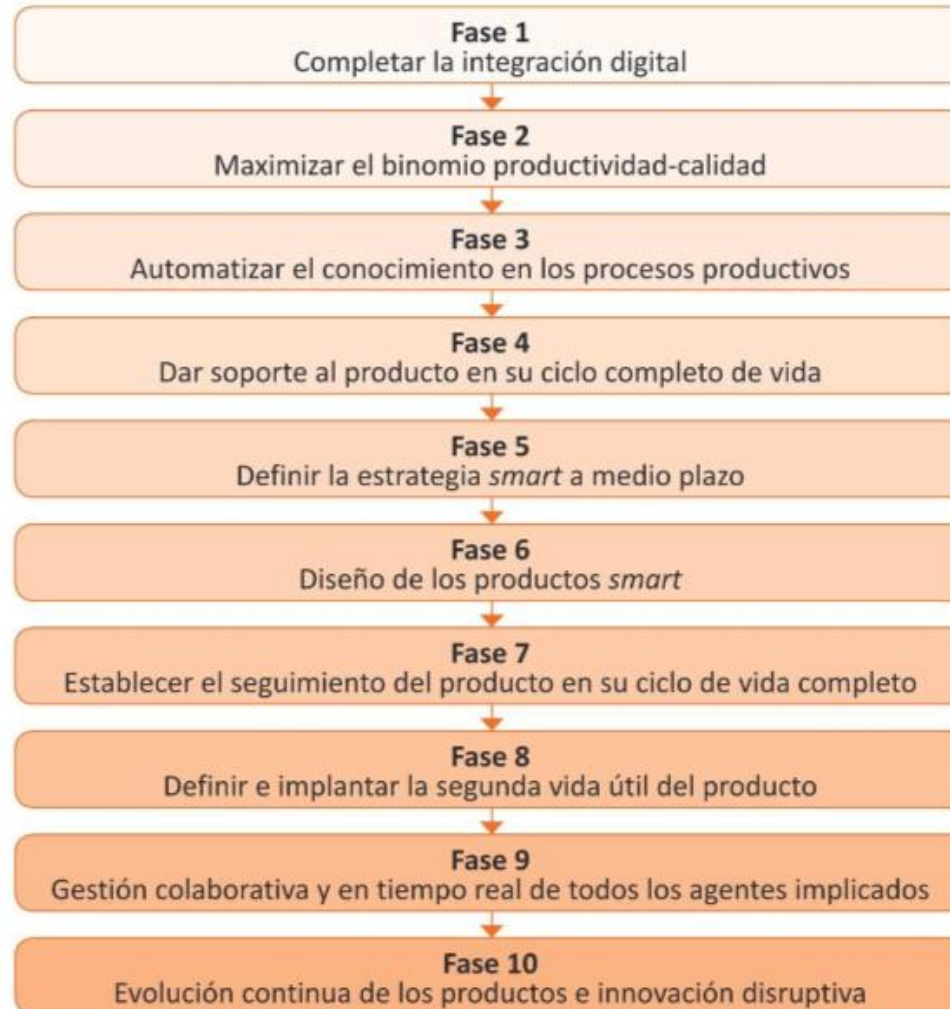 Fase 1
Completar la integración digital
Fase 2
Maximizar el binomio productividad-calidad
Fase 3
Automatizar el conocimiento en los procesos productivos
Fase 4
Dar soporte al producto en su ciclo completo de vida
Fase 5
Definir la estrategia smart a medio plazo
Fase 6
Diseño de los productos smart
Fase 7
Establecer el seguimiento del producto en su ciclo de vida completo
Fase 8
Definir e implantar la segunda vida útil del producto
Fase 9
Gestión colaborativa y en tiempo real de todos los agentes implicados
Fase 10
Evolución continua de los productos e innovación disruptiva